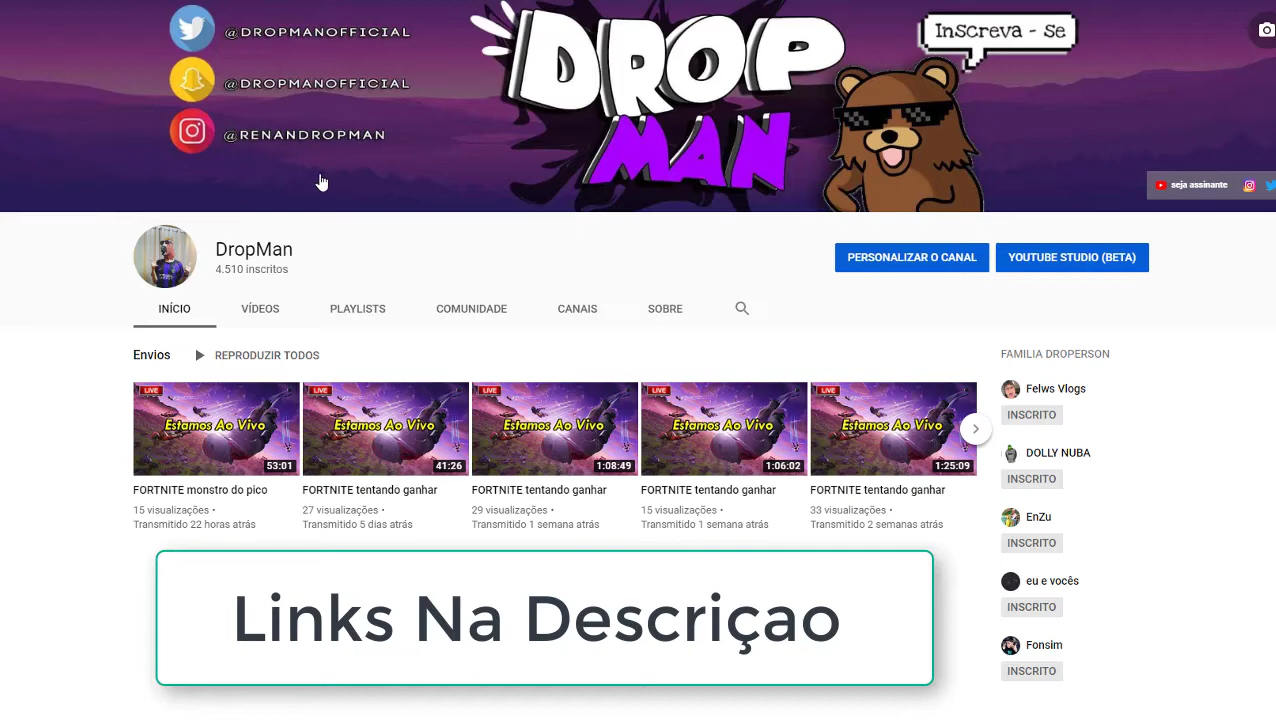 @DROPMANOFFICIAL
@DROPMANOFFICIAL
@RENANDROPMAN
DROP
MAN
Inscreva - se
seja assinante
DropMan
4.510 inscritos
PERSONALIZAR O CANAL
YOUTUBE STUDIO (BETA)
INÍCIO
VÍDEOS
PLAYLISTS
COMUNIDADE
CANAIS
SOBRE
Envios
REPRODUZIR TODOS
LIVE
Estamos Ao Vivo
53:01
LIVE
Estamos Ao Vivo
41:26
LIVE
Estamos Ao Vivo
1:08:49
LIVE
Estamos Ao Vivo
1:06:02
LIVE
Estamos Ao Vivo
1:25:09
FORTNITE monstro do pico
15 visualizações •
Transmitido 22 horas atrás
FORTNITE tentando ganhar
27 visualizações •
Transmitido 5 dias atrás
FORTNITE tentando ganhar
29 visualizações •
Transmitido 1 semana atrás
FORTNITE tentando ganhar
15 visualizações •
Transmitido 1 semana atrás
FORTNITE tentando ganhar
33 visualizações •
Transmitido 2 semanas atrás
FAMILIA DROPERSON
Felws Vlogs
INSCRITO
DOLLY NUBA
INSCRITO
EnZu
INSCRITO
eu e vocês
INSCRITO
Fonsim
INSCRITO
Links Na Descriçao